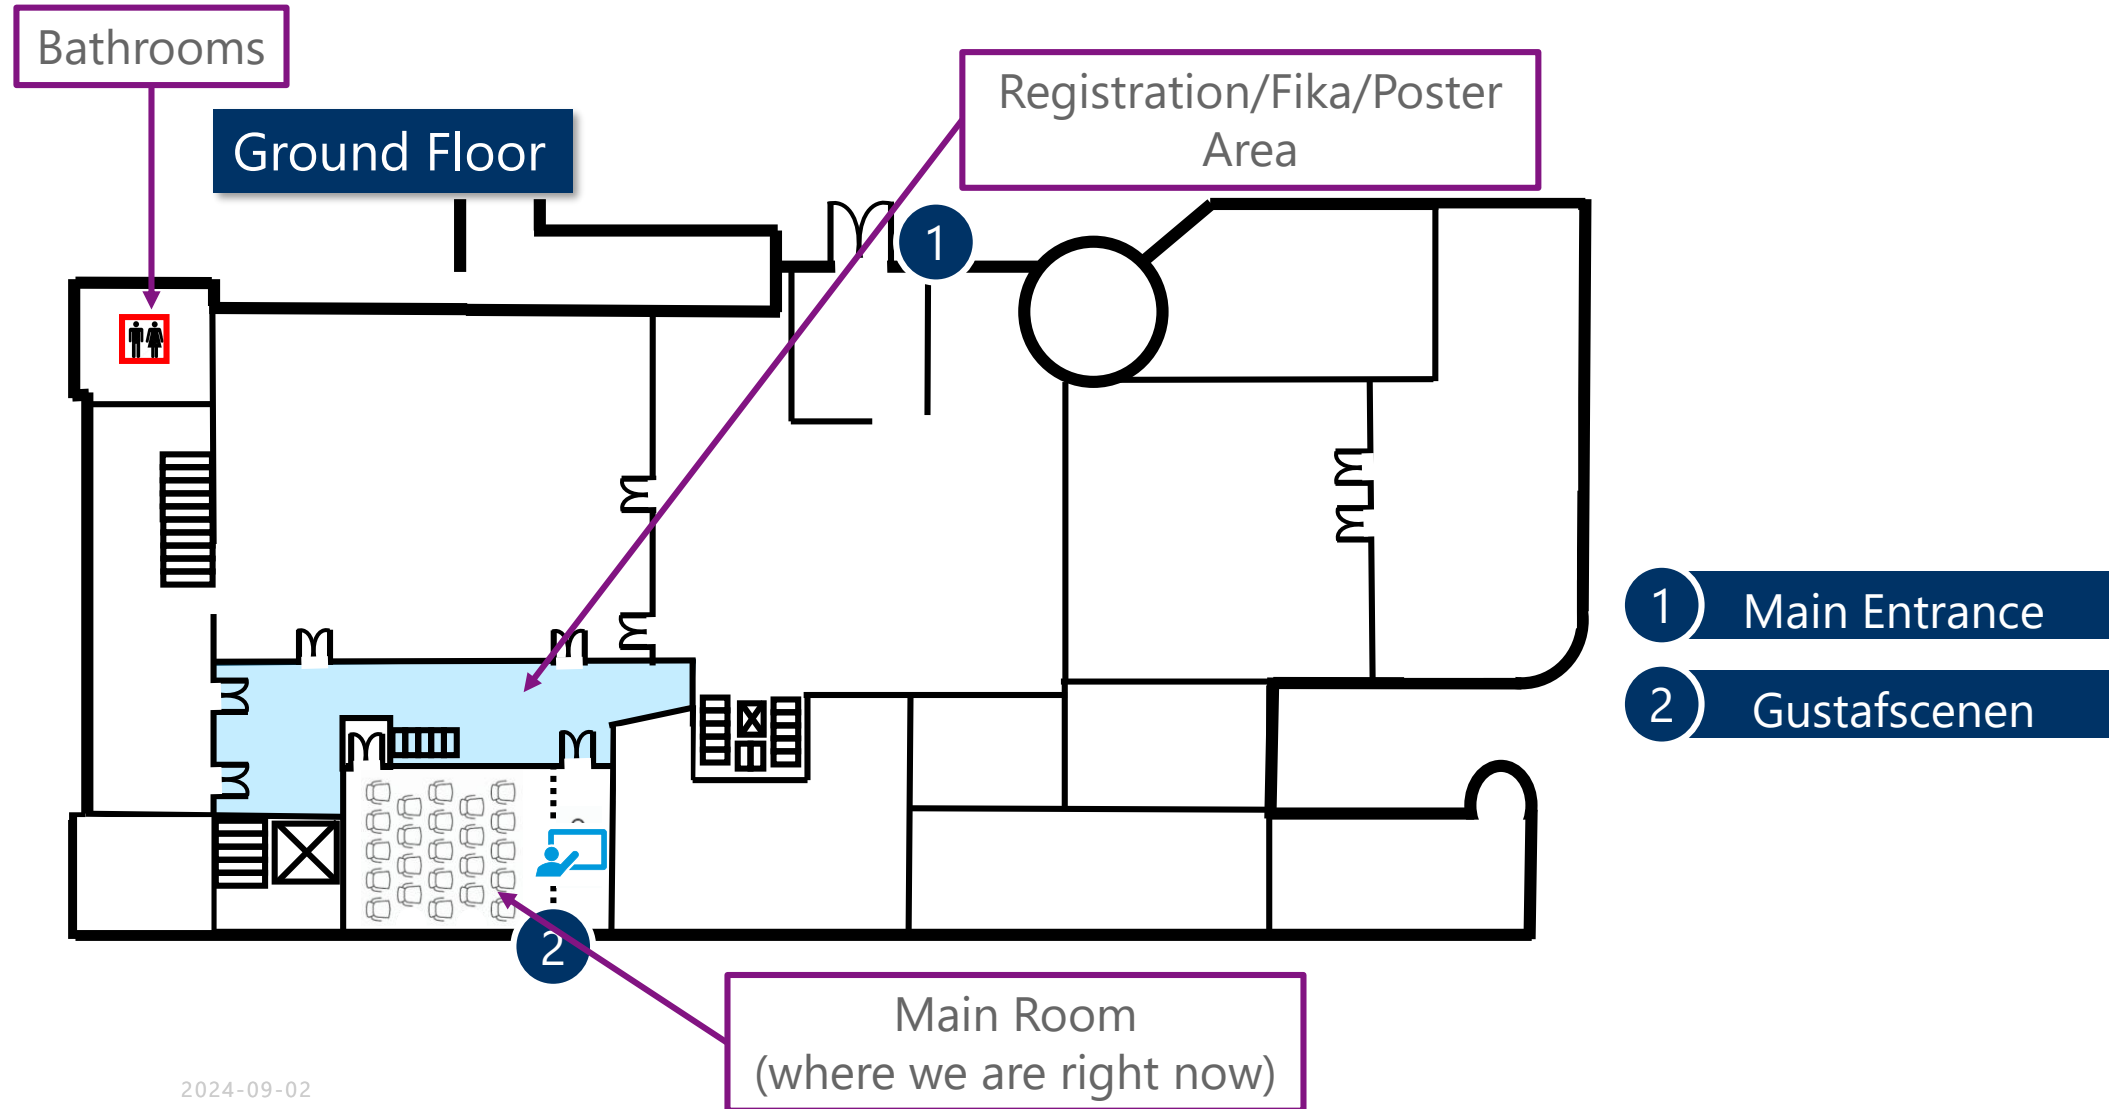 Bathrooms
Registration/Fika/Poster
Area
Ground Floor
1
1 Main Entrance
2 Gustafscenen
2
Main Room
(where we are right now)
2024-09-02